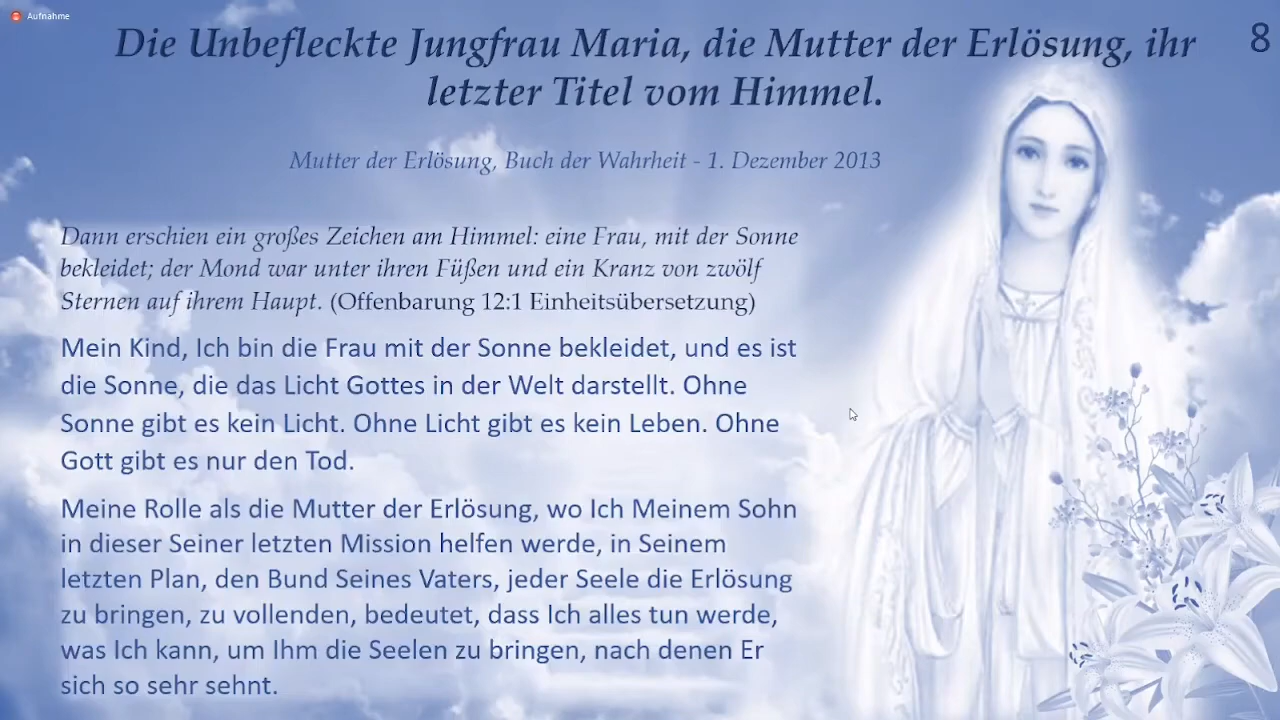 Aufnahme
Die Unbefleckte Jungfrau Maria, die Mutter der Erlösung, ihr
letzter Titel vom Himmel.
8
Mutter der Erlösung, Buch der Wahrheit - 1. Dezember 2013
Dann erschien ein großes Zeichen am Himmel: eine Frau, mit der Sonne
bekleidet; der Mond war unter ihren Füßen und ein Kranz von zwölf
Sternen auf ihrem Haupt. (Offenbarung 12:1 Einheitsübersetzung)
Mein Kind, Ich bin die Frau mit der Sonne bekleidet, und es ist
die Sonne, die das Licht Gottes in der Welt darstellt. Ohne
Sonne gibt es kein Licht. Ohne Licht gibt es kein Leben. Ohne
Gott gibt es nur den Tod.
Meine Rolle als die Mutter der Erlösung, wo Ich Meinem Sohn
in dieser Seiner letzten Mission helfen werde, in Seinem
letzten Plan, den Bund Seines Vaters, jeder Seele die Erlösung
zu bringen, zu vollenden, bedeutet, dass Ich alles tun werde,
was Ich kann, um Ihm die Seelen zu bringen, nach denen Er
sich so sehr sehnt.